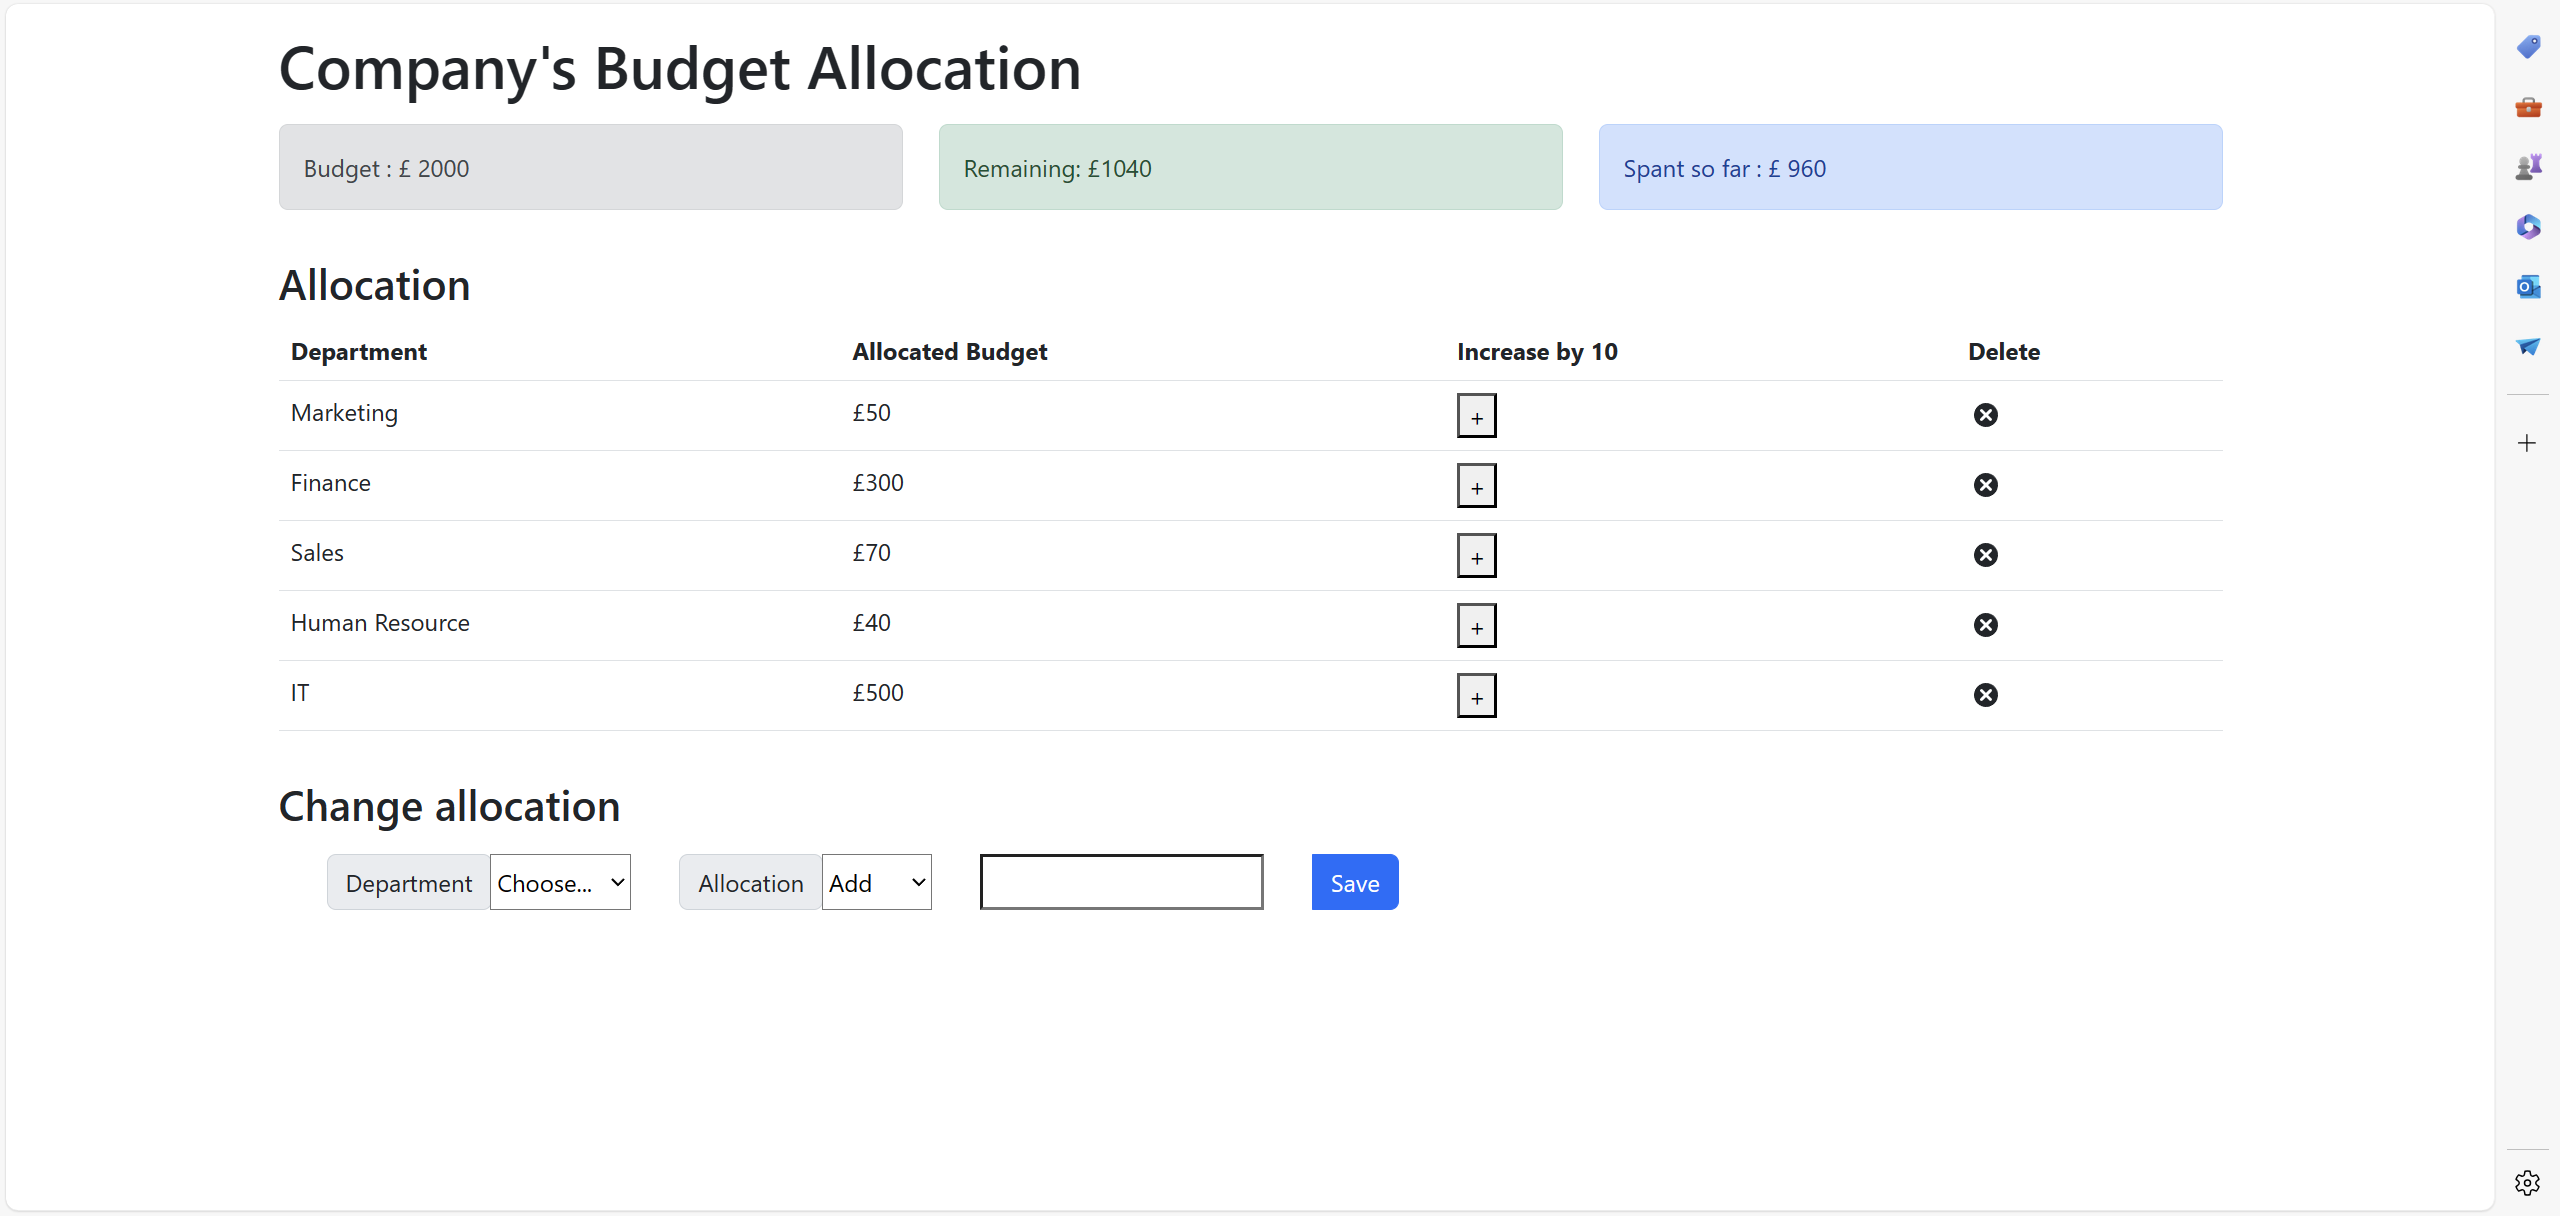 Company's Budget Allocation
Budget : £ 2000
Remaining: £1040
Spant so far : £ 960
Allocation
Department Allocated Budget Increase by 10 Delete
Marketing £50 +
Finance £300 +
Sales £70 +
Human Resource £40 +
IT £500 +
Change allocation
Department Choose... Allocation Add Save